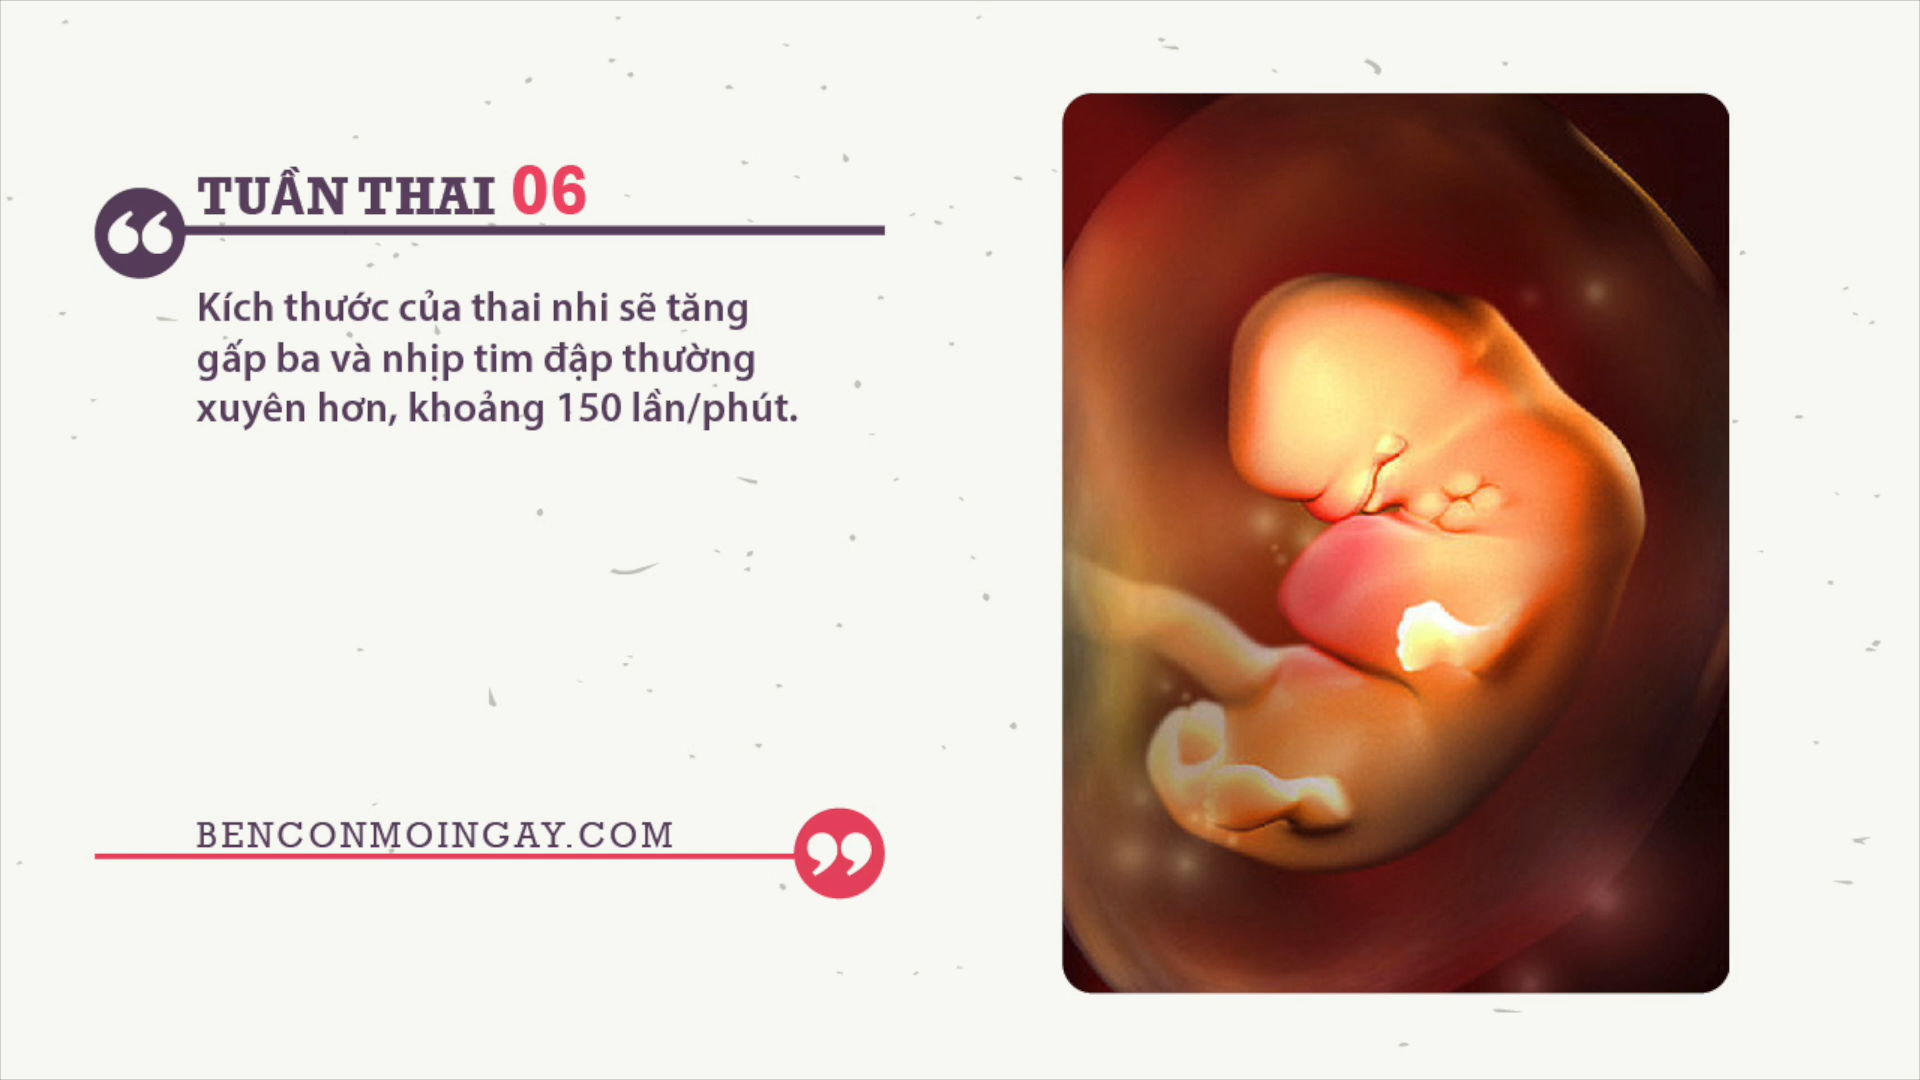 TUẦN THAI 06
Kích thước của thai nhi sẽ tăng
gấp ba và nhịp tim đập thường
xuyên hơn, khoảng 150 lần/phút.
BENCONMOINGAY.COM